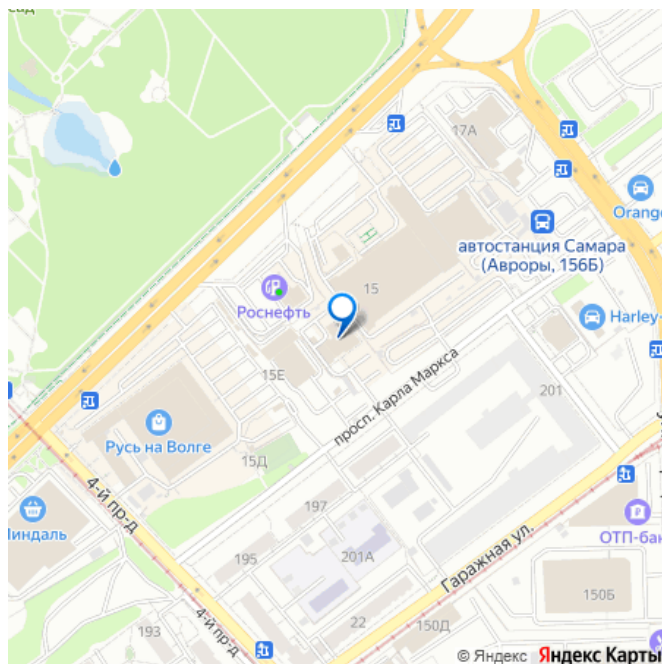 сад
17А
Orange
автостанция Самара
(Авроры, 156Б)
15
Роснефть
Harley-
15Е
просп. Карла Маркса
201
Русь на Волге
15Д
4-й пр-д
197
Миндаль
Гаражная ул.
ОТП-бан
195
201А
150Б
4-й пр-д
193
22
150Д
© Яндекс Яндекс Карты